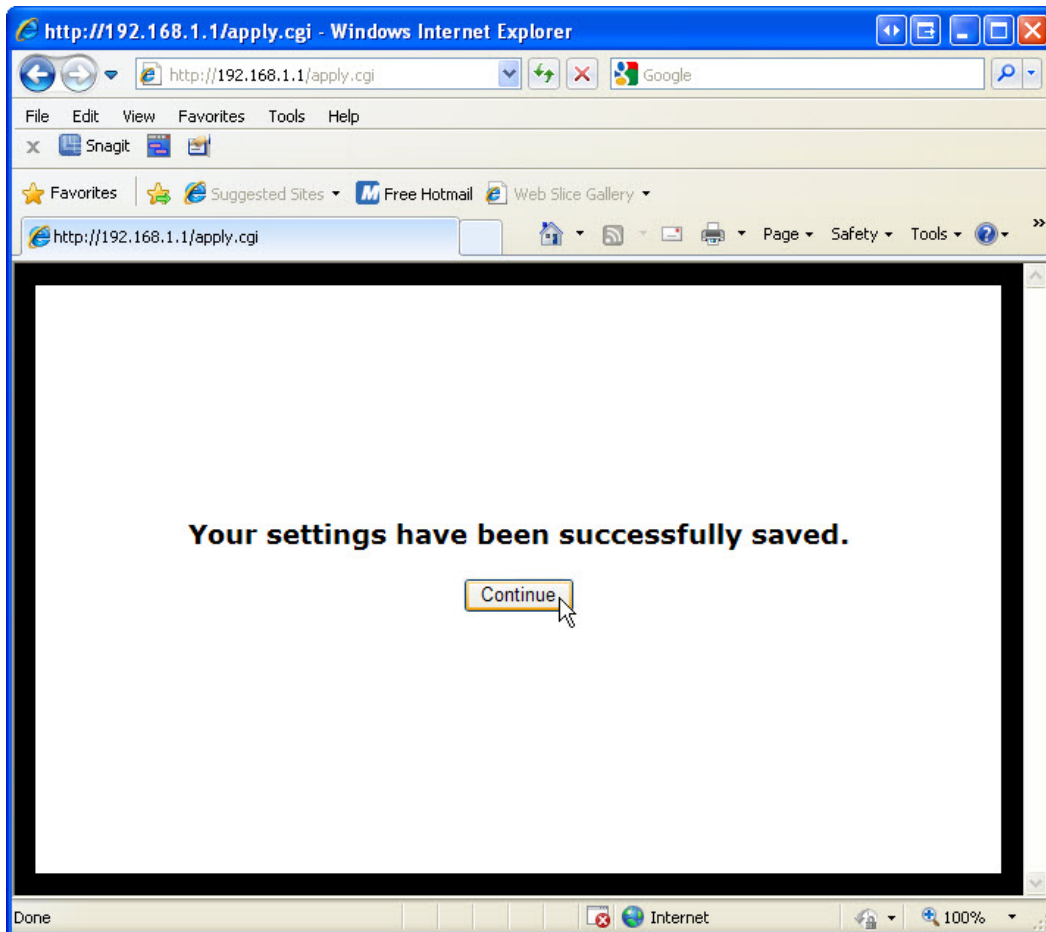 http://192.168.1.1/apply.cgi - Windows Internet Explorer
http://192.168.1.1/apply.cgi Google
File Edit View Favorites Tools Help
x Snagit
Favorites Suggested Sites Free Hotmail Web Slice Gallery
http://192.168.1.1/apply.cgi Page Safety Tools »
Your settings have been successfully saved.
Continue
Done Internet 100%